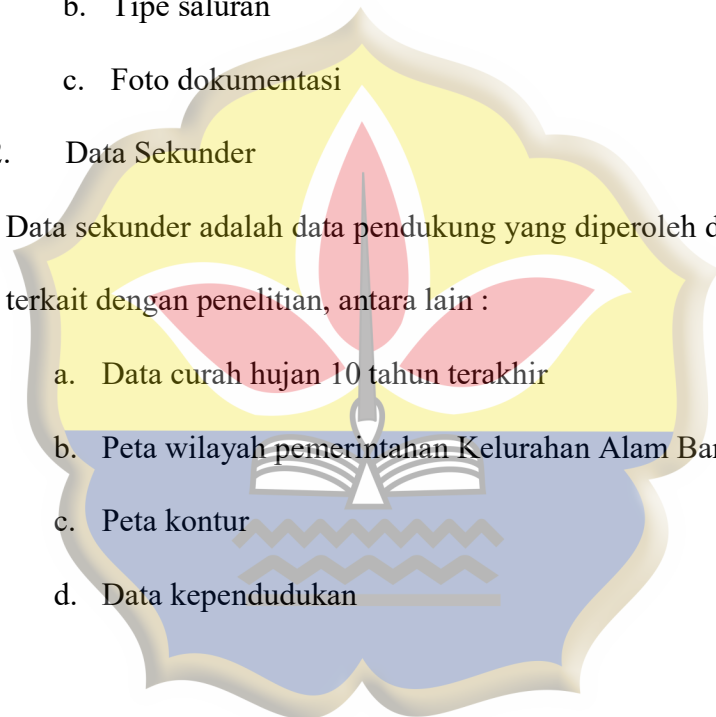 b. Tipe saluran
c. Foto dokumentasi
Data Sekunder
Data sekunder adalah data pendukung yang diperoleh
terkait dengan penelitian, antara lain :
a. Data curah hujan 10 tahun terakhir
b. Peta wilayah pemerintahan Kelurahan Alam
c. Peta kontur
d. Data kependudukan